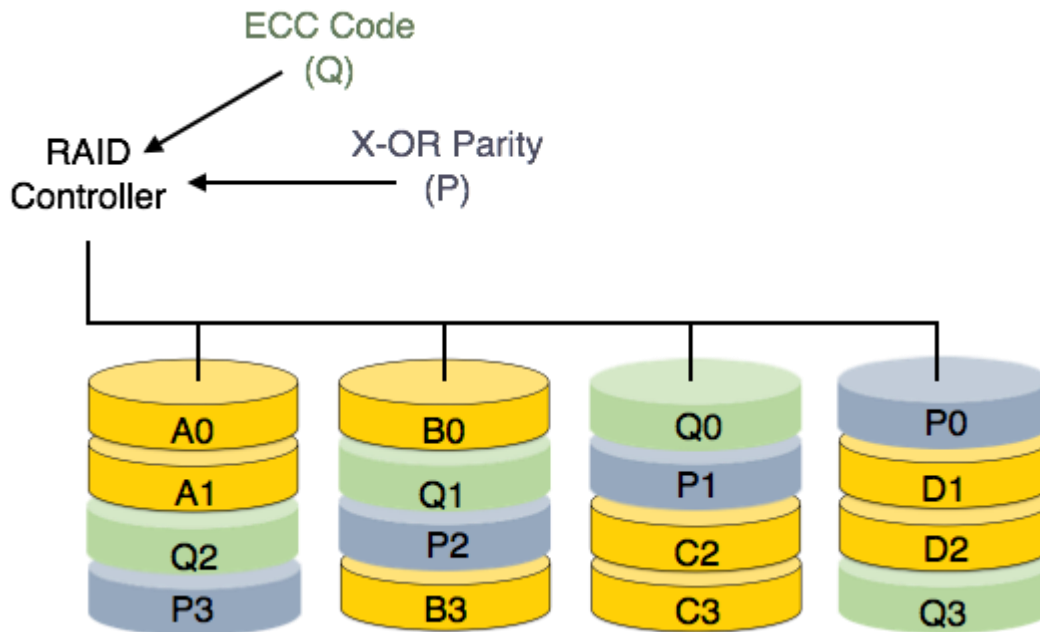 ECC Code
(Q)
X-OR Parity
(P)
RAID
Controller
A0
B0
Q0
P0
A1
Q1
P1
D1
Q2
P2
C2
D2
P3
B3
C3
Q3